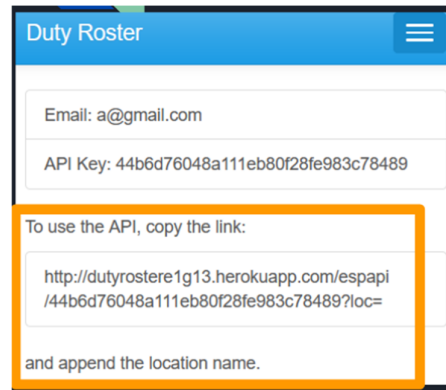 Duty Roster
Email: a@gmail.com
API Key: 44b6d76048a111eb80f28fe983c78489
To use the API, copy the link:
http://dutyrostere1g13.herokuapp.com/espapi
/44b6d76048a111eb80f28fe983c78489?loc=
and append the location name.